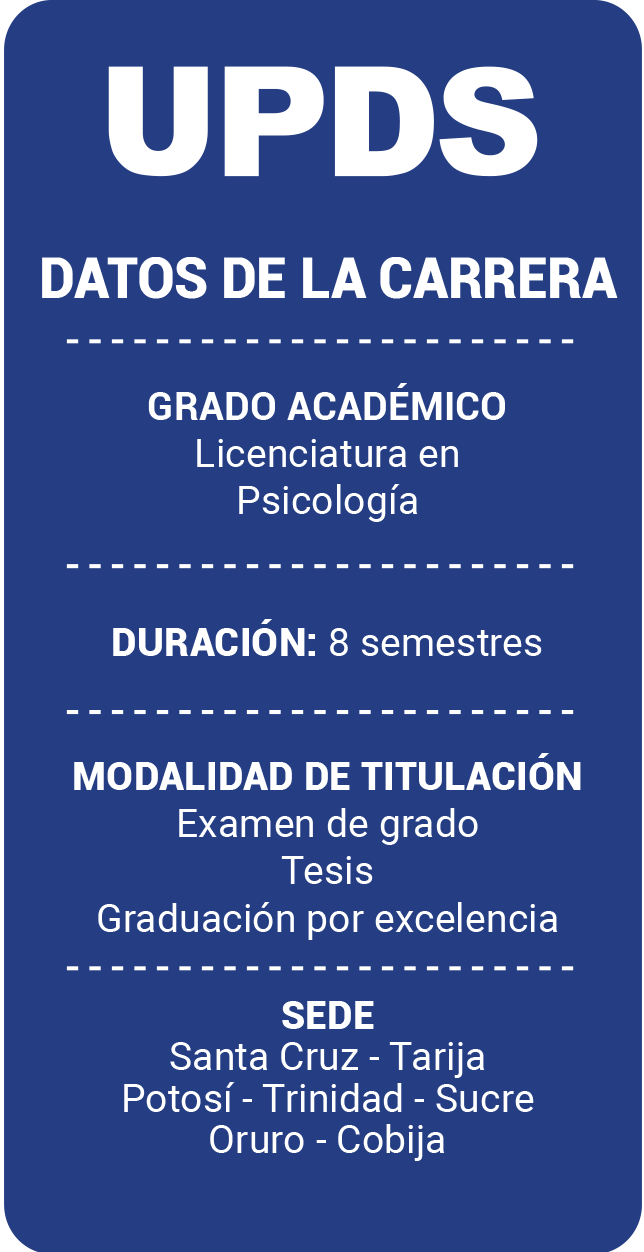 UPDS
DATOS DE LA CARRERA
GRADO ACADÉMICO
Licenciatura en
Psicología
DURACIÓN: 8 semestres
MODALIDAD DE TITULACIÓN
Examen de grado
Tesis
Graduación por excelencia
SEDE
Santa Cruz - Tarija
Potosí - Trinidad - Sucre
Oruro - Cobija